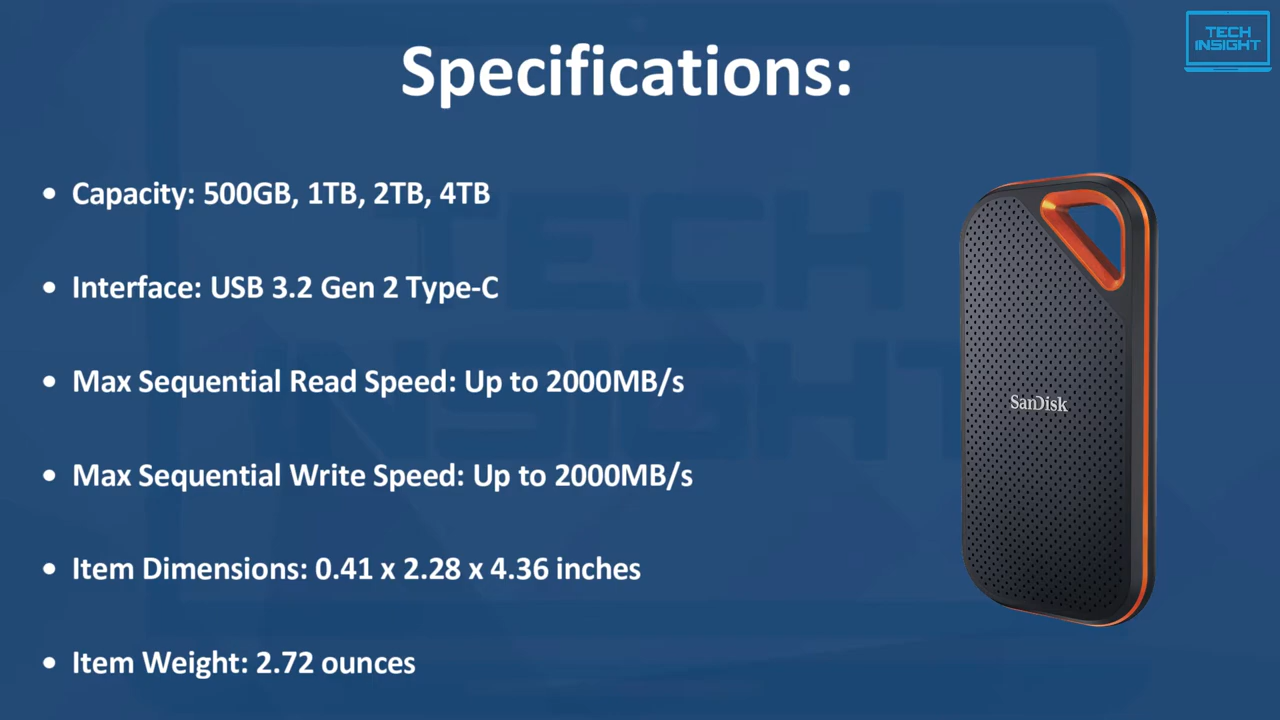 TECH
INSIGHT
Specifications:
• Capacity: 500GB, 1TB, 2TB, 4TB
• Interface: USB 3.2 Gen 2 Type-C
• Max Sequential Read Speed: Up to 2000MB/s
• Max Sequential Write Speed: Up to 2000MB/s
• Item Dimensions: 0.41 x 2.28 x 4.36 inches
• Item Weight: 2.72 ounces
SanDisk
TECH
INSIGHT